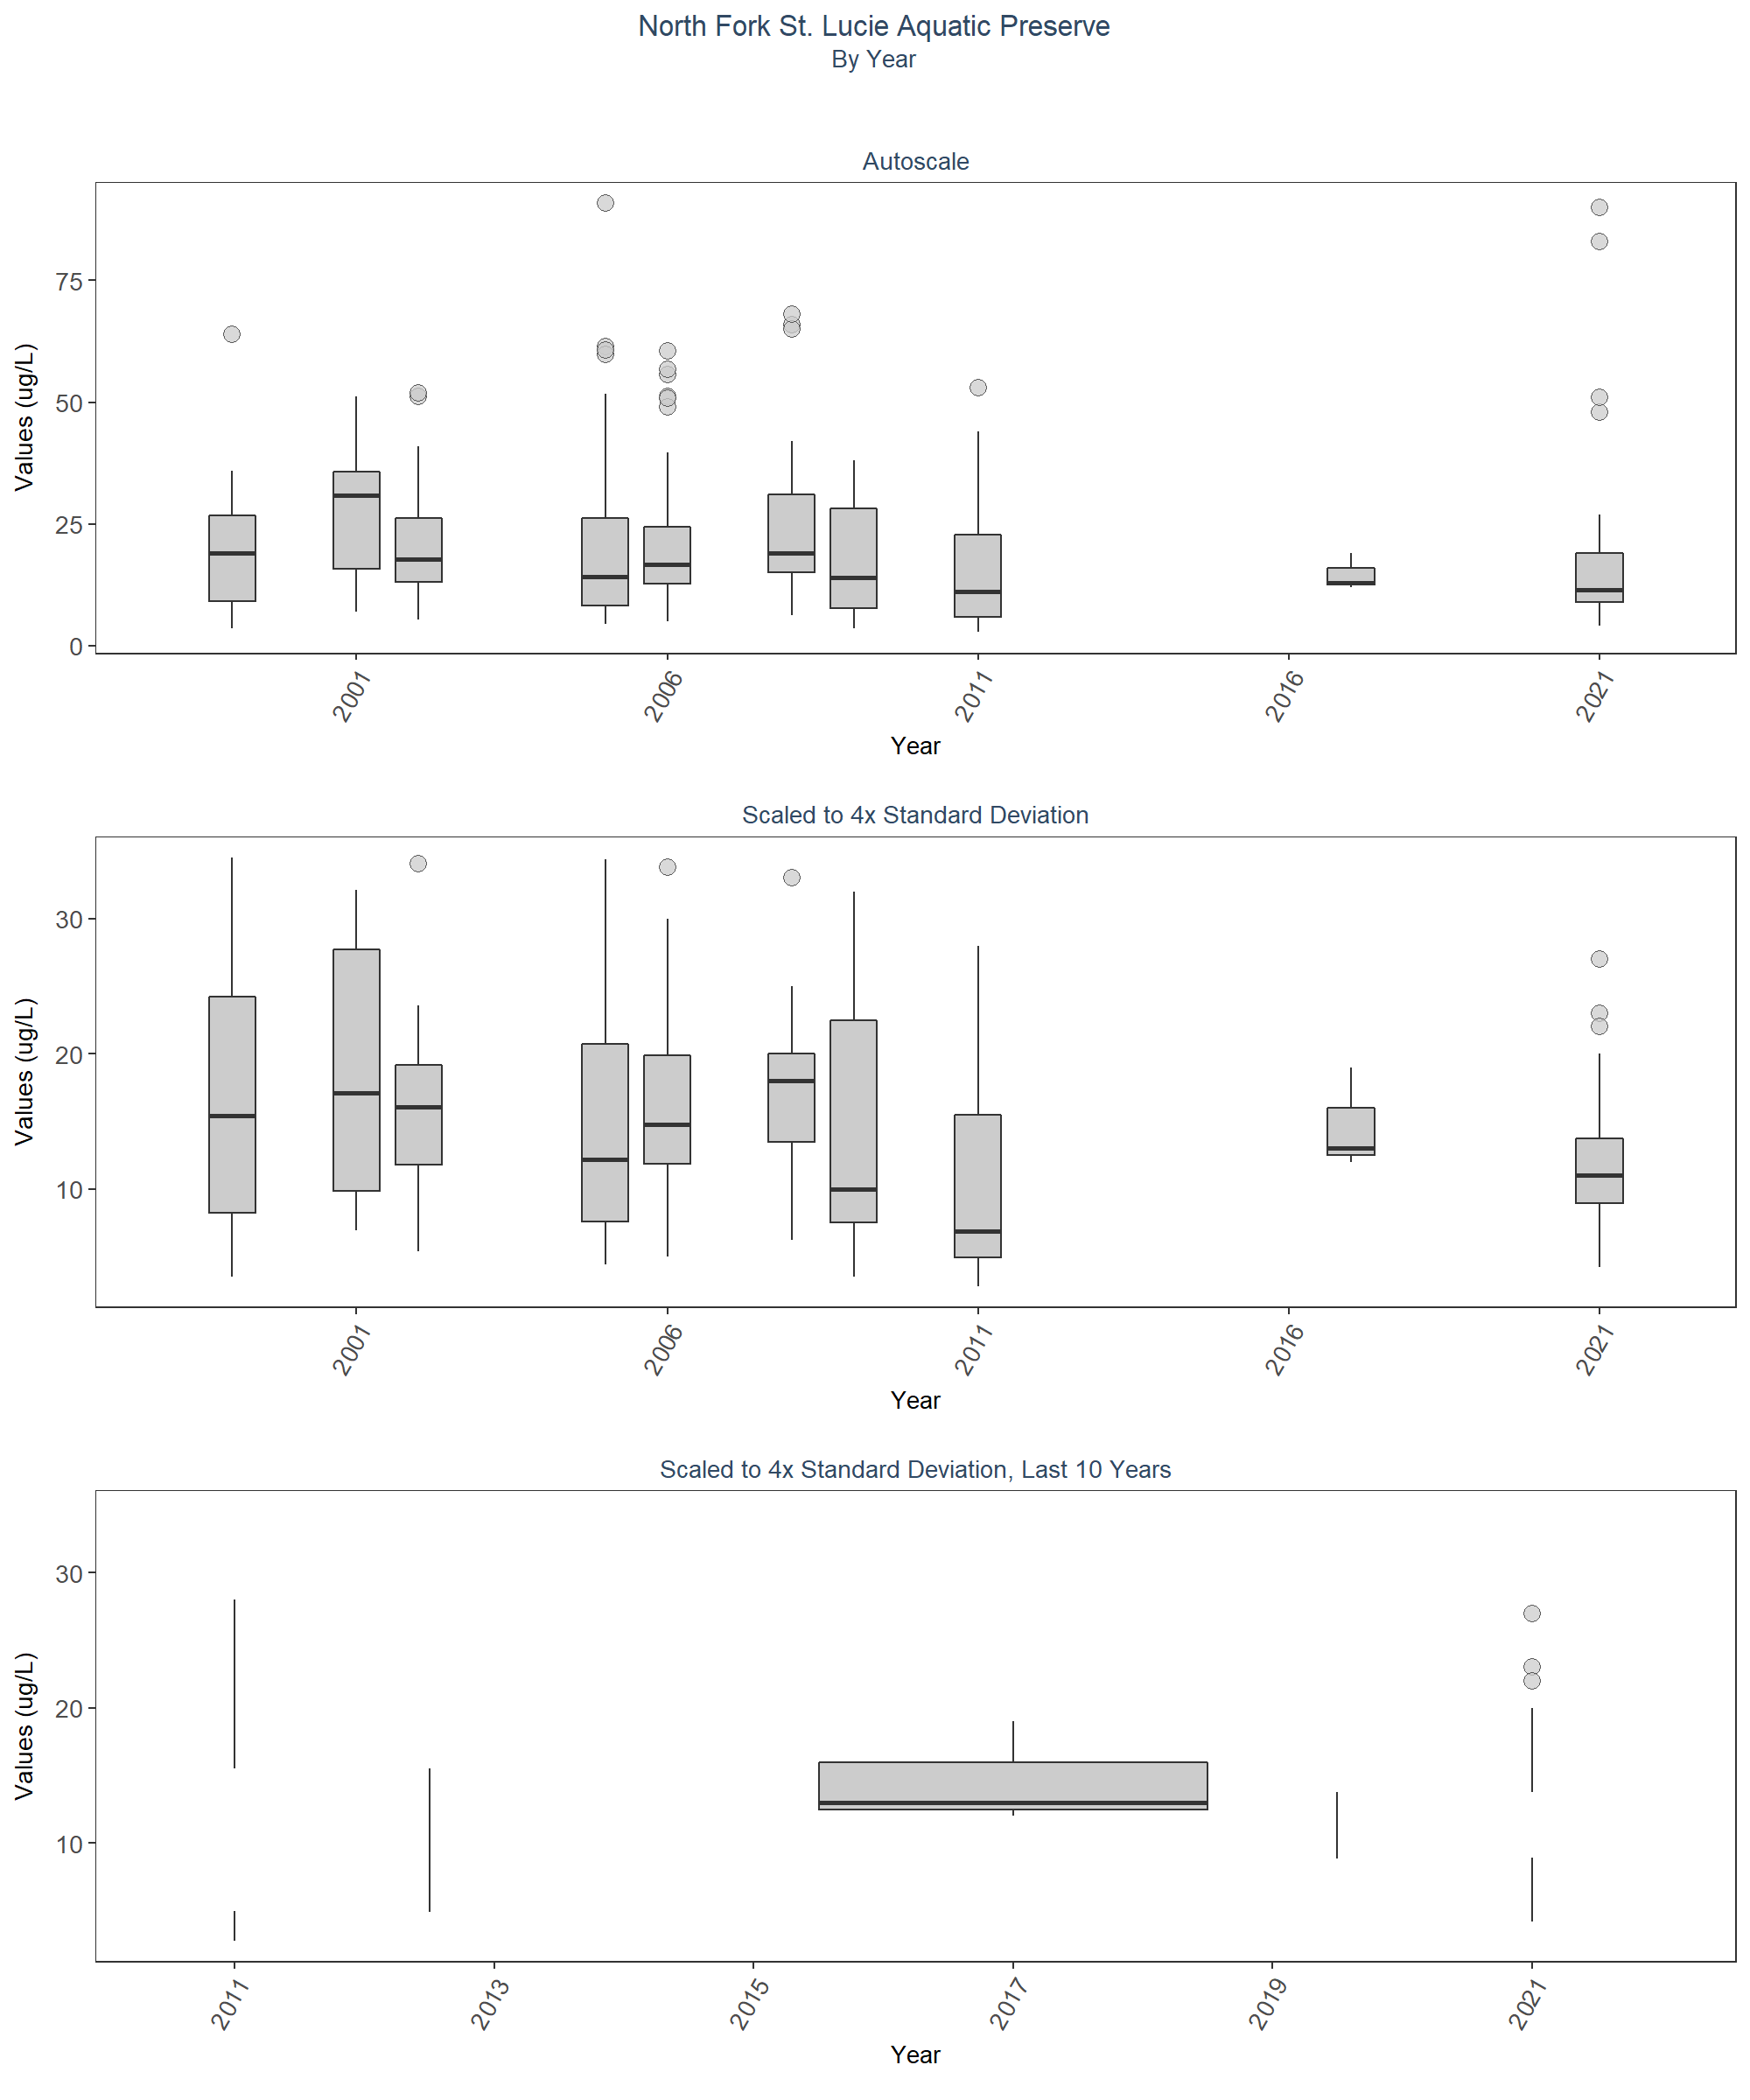 North Fork St. Lucie Aquatic Preserve
By Year
Autoscale
Values (ug/L)
75
50
25
0
2001
2006
2011
2016
2021
Year
Scaled to 4x Standard Deviation
Values (ug/L)
30
20
10
2001
2006
2011
2016
2021
Year
Scaled to 4x Standard Deviation, Last 10 Years
Values (ug/L)
30
20
10
2011
2013
2015
2017
2019
2021
Year